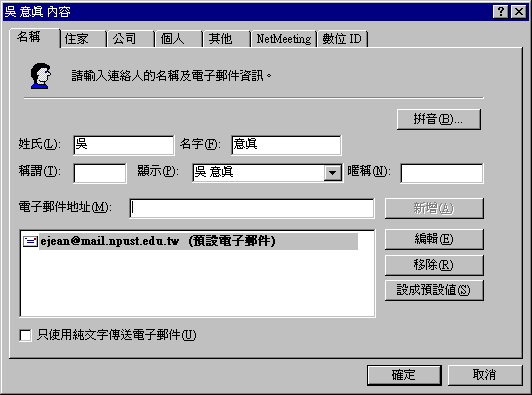 吳 意眞 內容
名稱 住家 公司 個人 其他 NetMeeting 數位 ID
請輸入連絡人的名稱及電子郵件資訊。
拼音(B)...
姓氏(L): 吳 名字(F): 意眞
稱謂(T): 顯示(P): 吳 意眞 暱稱(N):
電子郵件地址(M): 新增(A)
ejean@mail.npust.edu.tw (預設電子郵件)
編輯(E)
移除(R)
設成預設值(S)
只使用純文字傳送電子郵件(U)
確定 取消